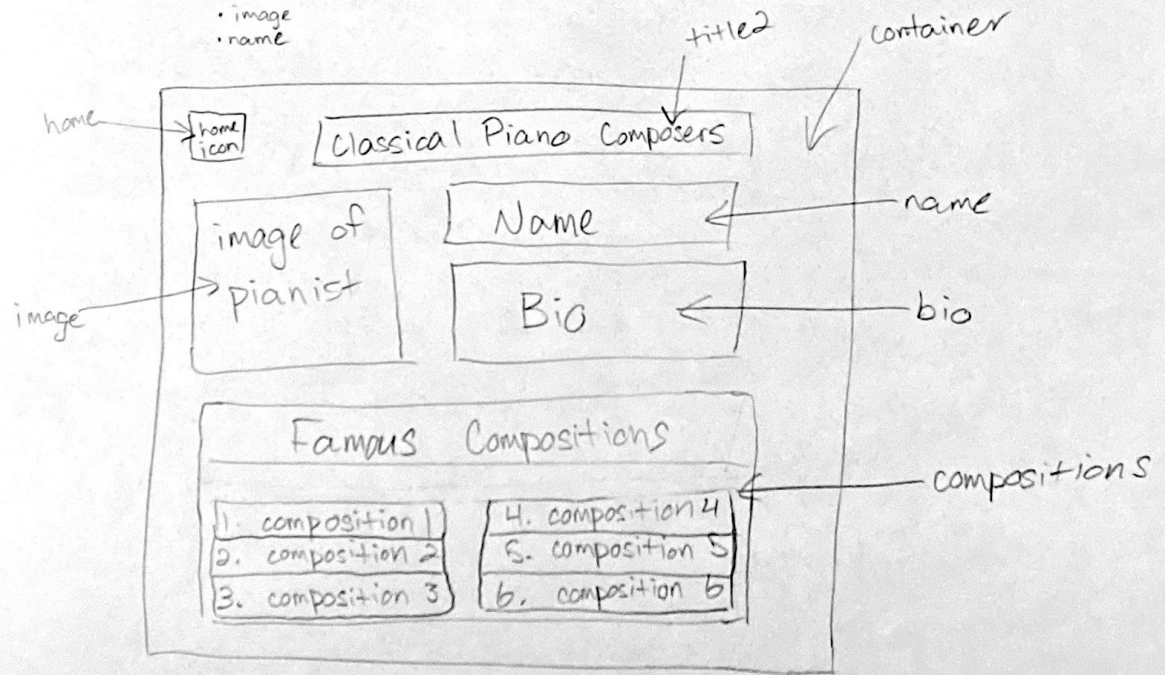 • image
• name
title2
container
home
home
icon
Classical Piano Composers
image of
pianist
image
Name
name
Bio
bio
Famous Compositions
compositions
1. composition 1
2. composition 2
3. composition 3
4. composition 4
5. composition 5
6. composition 6